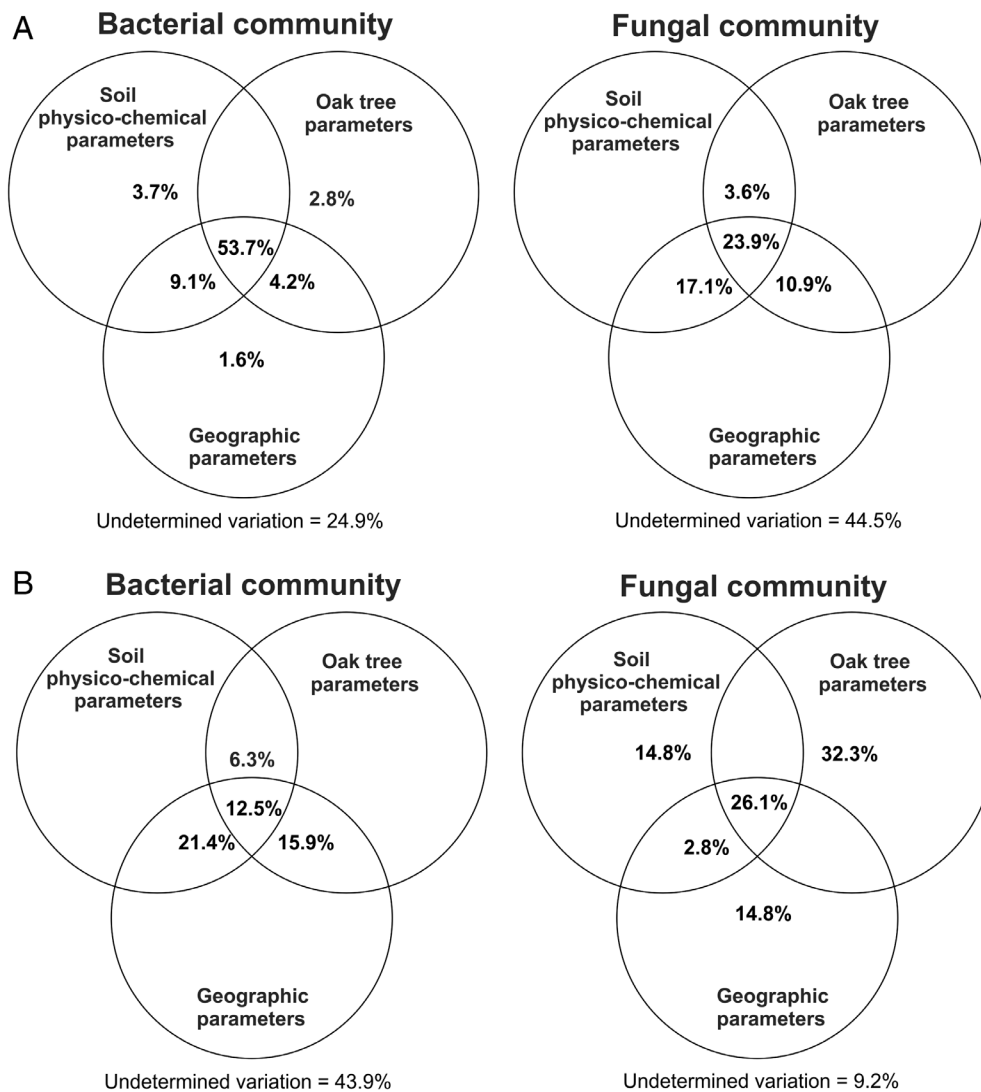 A
Bacterial community
Soil
physico-chemical
parameters
Oak tree
parameters
3.7%
2.8%
53.7%
9.1%
4.2%
1.6%
Geographic
parameters
Undetermined variation = 24.9%
Fungal community
Soil
physico-chemical
parameters
Oak tree
parameters
3.6%
23.9%
17.1%
10.9%
Geographic
parameters
Undetermined variation = 44.5%
B
Bacterial community
Soil
physico-chemical
parameters
Oak tree
parameters
6.3%
12.5%
21.4%
15.9%
Geographic
parameters
Undetermined variation = 43.9%
Fungal community
Soil
physico-chemical
parameters
Oak tree
parameters
14.8%
32.3%
26.1%
2.8%
14.8%
Geographic
parameters
Undetermined variation = 9.2%